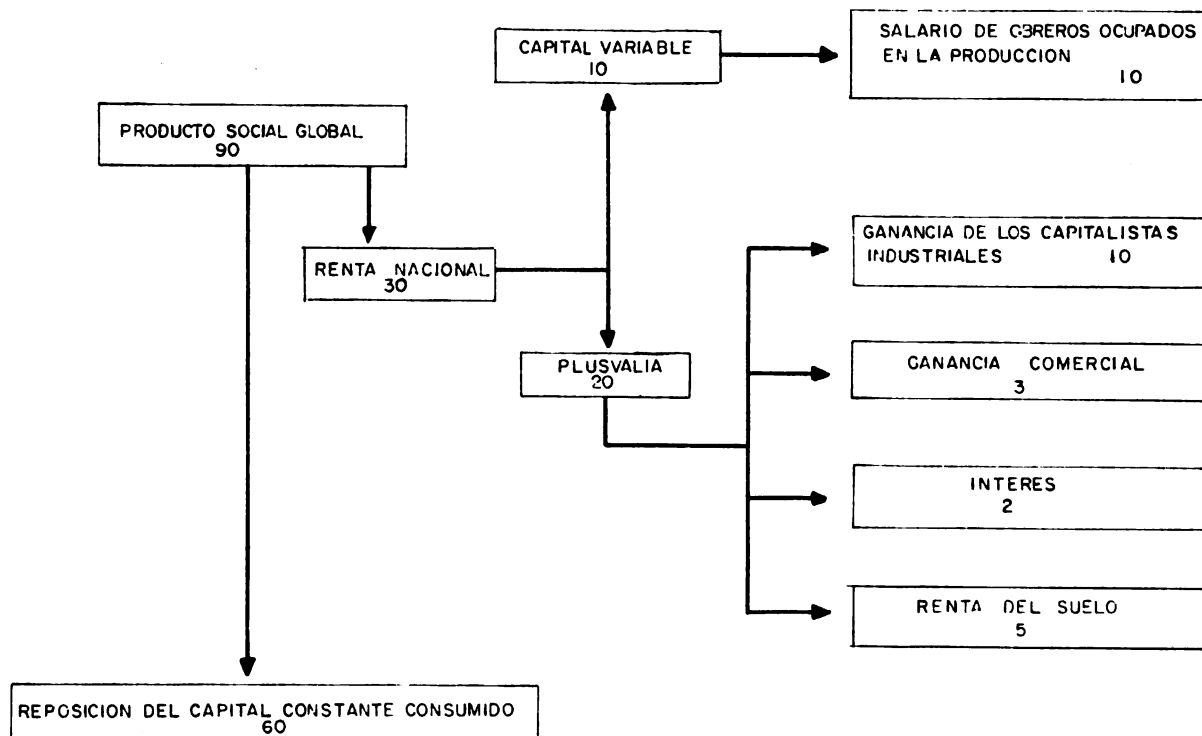 CAPITAL VARIABLE
10
SALARIO DE OBREROS OCUPADOS
EN LA PRODUCCION
10
PRODUCTO SOCIAL GLOBAL
90
RENTA NACIONAL
30
GANANCIA DE LOS CAPITALISTAS
INDUSTRIALES 10
PLUSVALIA
20
GANANCIA COMERCIAL
3
INTERES
2
RENTA DEL SUELO
5
REPOSICION DEL CAPITAL CONSTANTE CONSUMIDO
60